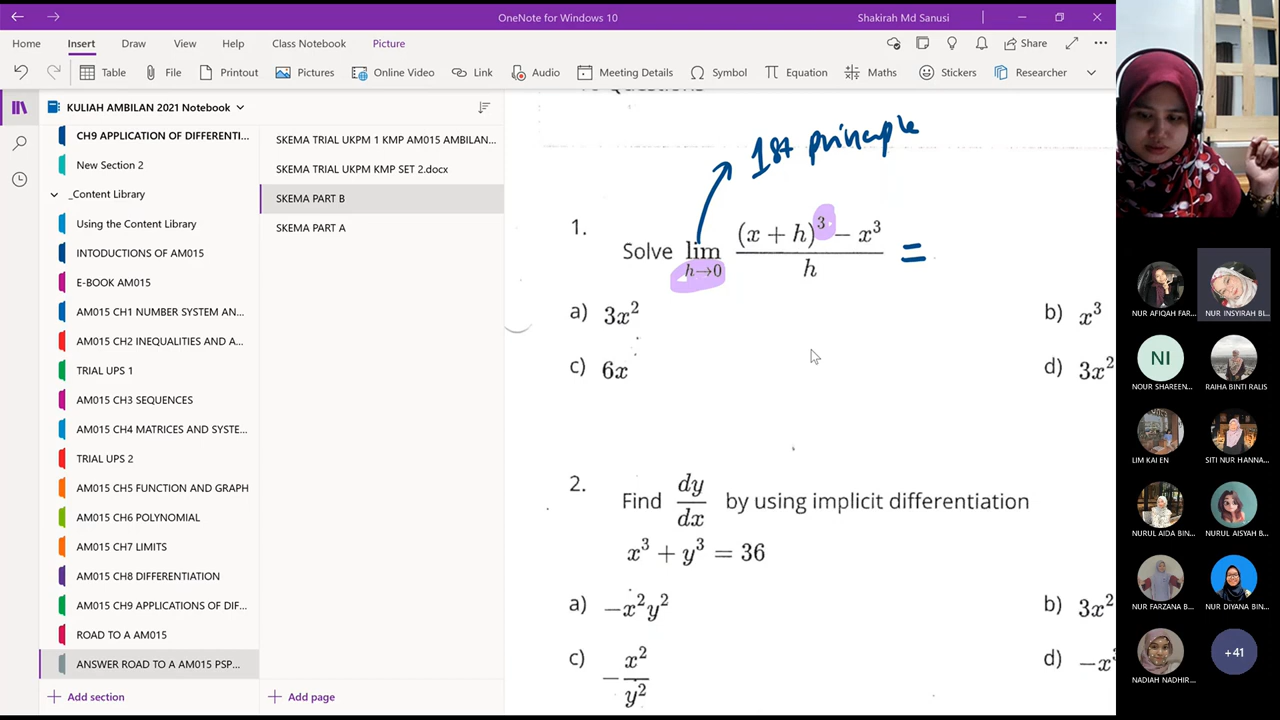 OneNote for Windows 10
Shakirah Md Sanusi
Home Insert Draw View Help Class Notebook Picture
Share
Table File Printout Pictures Online Video Link Audio Meeting Details Symbol Equation Maths Stickers Researcher
KULIAH AMBILAN 2021 Notebook
CH9 APPLICATION OF DIFFERENTI...
New Section 2
_Content Library
Using the Content Library
INTODUCTIONS OF AM015
E-BOOK AM015
AM015 CH1 NUMBER SYSTEM AN...
AM015 CH2 INEQUALITIES AND A...
TRIAL UPS 1
AM015 CH3 SEQUENCES
AM015 CH4 MATRICES AND SYSTE...
TRIAL UPS 2
AM015 CH5 FUNCTION AND GRAPH
AM015 CH6 POLYNOMIAL
AM015 CH7 LIMITS
AM015 CH8 DIFFERENTIATION
AM015 CH9 APPLICATIONS OF DIF...
ROAD TO A AM015
ANSWER ROAD TO A AM015 PSP...
+ Add section
SKEMA TRIAL UKPM 1 KMP AM015 AMBILAN...
SKEMA TRIAL UKPM KMP SET 2.docx
SKEMA PART B
SKEMA PART A
+ Add page
1st principle
1.
Solve lim h→0 ((x + h)³ − x³)/h =
a) 3x² b) x³
c) 6x d) 3x²
2.
Find dy/dx by using implicit differentiation
x³ + y³ = 36
a) −x²y² b) 3x²
c) −x²/y² d)
NUR AFIQAH FAR... NUR INSYIRAH BI...
NI
NOUR SHAREEN... RAIHA BINTI RALIS
LIM KAI EN SITI NUR HANNA...
NURUL AIDA BIN... NURUL AISYAH B...
NUR FARZANA B... NUR DIYANA BIN...
NADIAH NADHIR... +41